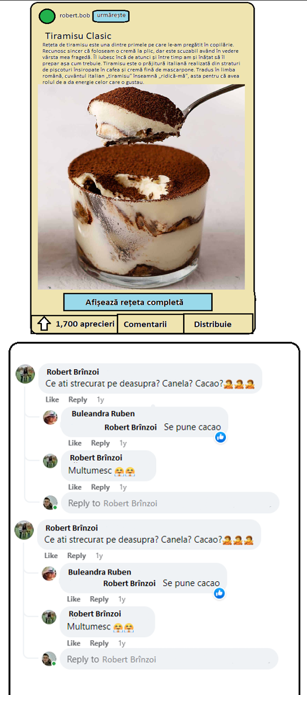 robert.bob urmărește
Tiramisu Clasic
Reteta de tiramisu este una dintre primele pe care le-am pregătit în copilărie.
Recunosc sincer că foloseam o cremă la plic, dar este scuzabil având în vedere
vârsta mea fragedă. Îl iubesc încă de atunci și între timp am și înățat să îl
prepar așa cum trebuie. Tiramisu este o prăjitură italiană realizată din straturi
de pișcoturi însiropate în cafea și cremă fină de mascarpone. Tradus în limba
română, cuvântul italian „tiramisu” înseamnă „ridică-mă”, asta pentru că avea
rolul de a da energie celor care o gustau.
Afișează rețeta completă
1,700 aprecieri Comentarii Distribuie
Robert Brînzoi
Ce ati strecurat pe deasupra? Canela? Cacao?
Like Reply 1y
Buleandra Ruben
Robert Brînzoi Se pune cacao
Like Reply 1y
Robert Brînzoi
Multumesc
Like Reply 1y
Reply to Robert Brînzoi
Robert Brînzoi
Ce ati strecurat pe deasupra? Canela? Cacao?
Like Reply 1y
Buleandra Ruben
Robert Brînzoi Se pune cacao
Like Reply 1y
Robert Brînzoi
Multumesc
Like Reply 1y
Reply to Robert Brînzoi